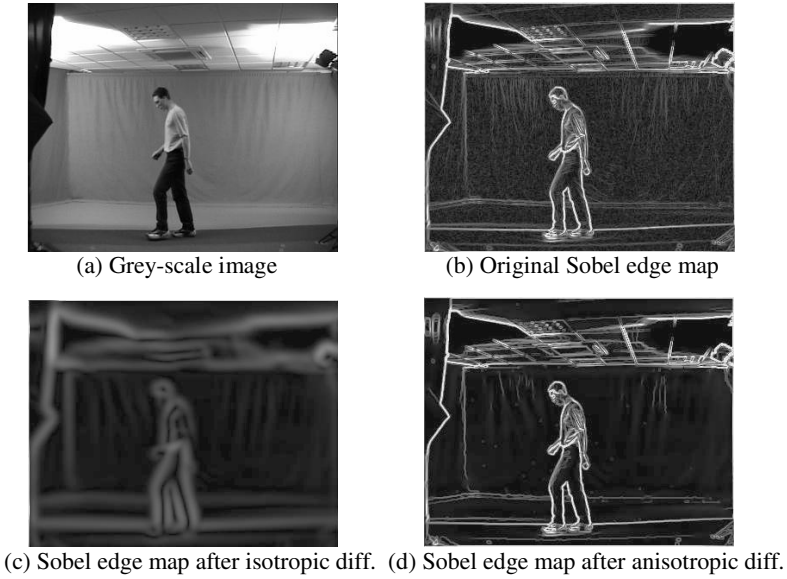 (a) Grey-scale image
(b) Original Sobel edge map
(c) Sobel edge map after isotropic diff.
(d) Sobel edge map after anisotropic diff.